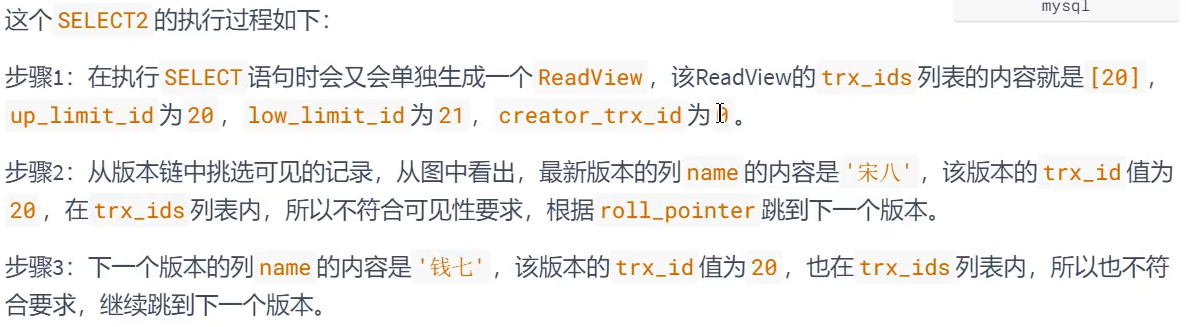 mysql
这个 SELECT2 的执行过程如下：
步骤1：在执行 SELECT 语句时会又会单独生成一个 ReadView ，该ReadView的 trx_ids 列表的内容就是 [20] ，
up_limit_id 为 20 ， low_limit_id 为 21 ， creator_trx_id 为 0 。
步骤2：从版本链中挑选可见的记录，从图中看出，最新版本的列 name 的内容是 '宋八' ，该版本的 trx_id 值为
20 ，在 trx_ids 列表内，所以不符合可见性要求，根据 roll_pointer 跳到下一个版本。
步骤3：下一个版本的列 name 的内容是 '钱七' ，该版本的 trx_id 值为 20 ，也在 trx_ids 列表内，所以也不符
合要求，继续跳到下一个版本。